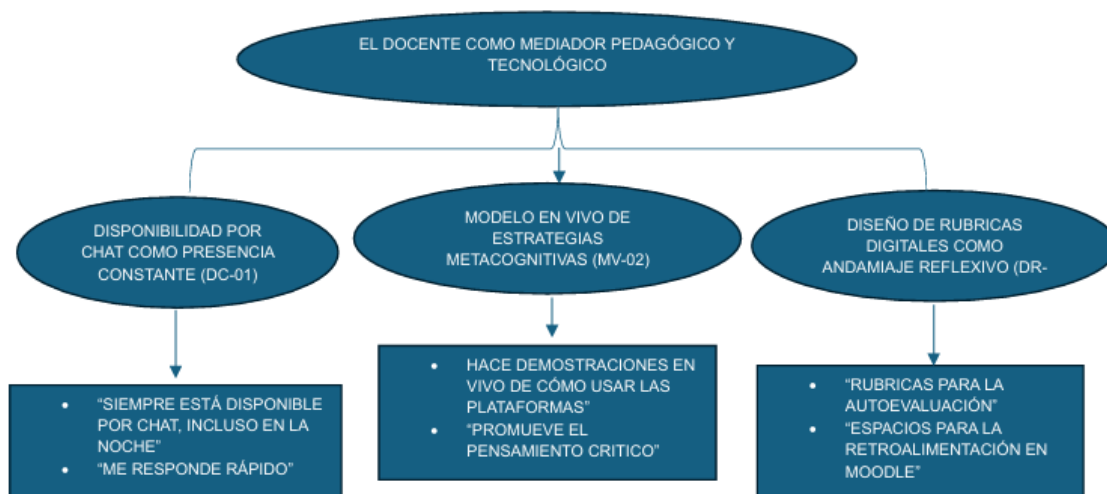 EL DOCENTE COMO MEDIADOR PEDAGÓGICO Y
TECNOLÓGICO
DISPONIBILIDAD POR
CHAT COMO PRESENCIA
CONSTANTE (DC-01)
MODELO EN VIVO DE
ESTRATEGIAS
METACOGNITIVAS (MV-02)
DISEÑO DE RUBRICAS
DIGITALES COMO
ANDAMIAJE REFLEXIVO (DR-
• “SIEMPRE ESTÁ DISPONIBLE
POR CHAT, INCLUSO EN LA
NOCHE”
• “ME RESPONDE RÁPIDO”
• HACE DEMOSTRACIONES EN
VIVO DE CÓMO USAR LAS
PLATAFORMAS”
• “PROMUEVE EL
PENSAMIENTO CRITICO”
• “RUBRICAS PARA LA
AUTOEVALUACIÓN”
• “ESPACIOS PARA LA
RETROALIMENTACIÓN EN
MOODLE”